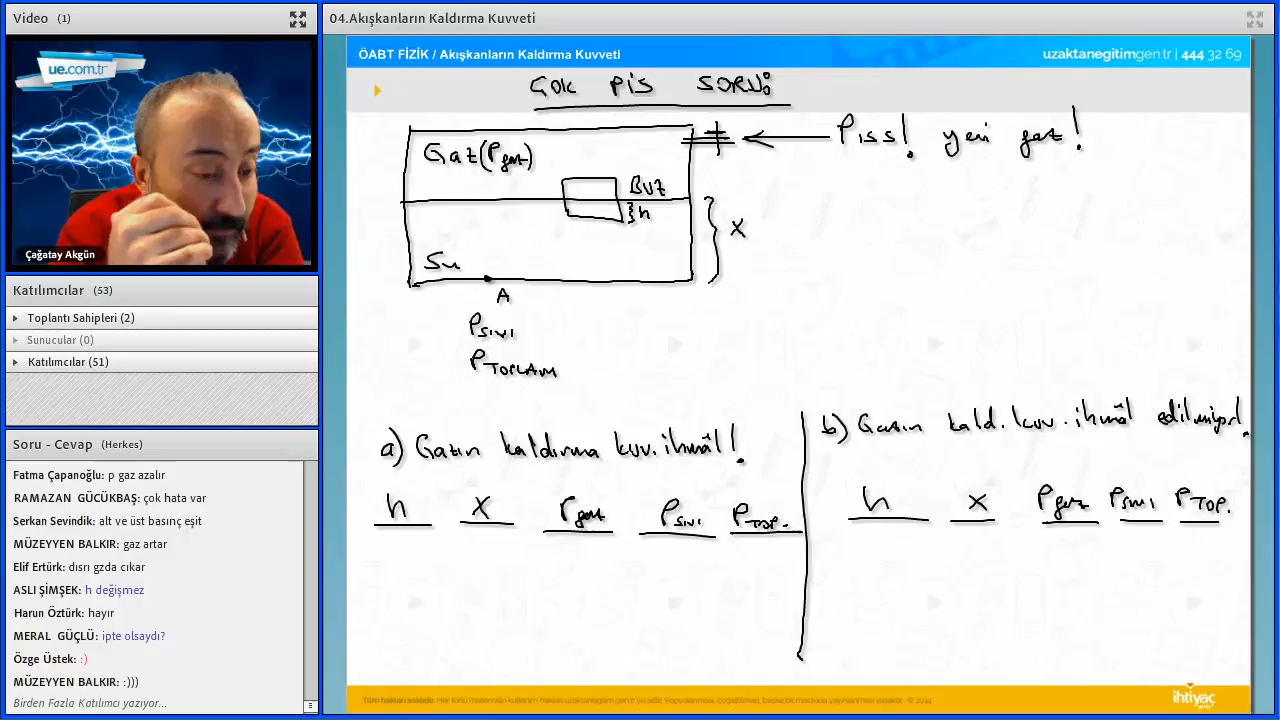 Video (1)
04.Akışkanların Kaldırma Kuvveti
ue.com.tr
Çağatay Akgün
Katılımcılar (53)
Toplantı Sahipleri (2)
Sunucular (0)
Katılımcılar (51)
Soru - Cevap (Herkes)
Fatma Çapanoğlu: p gaz azalır
RAMAZAN GÜCÜKBAŞ: çok hata var
Serkan Sevindik: alt ve üst basınç eşit
MÜZEYYEN BALKIR: gaz artar
Elif Ertürk: dısrı gzda cıkar
ASLI ŞİMŞEK: h değişmez
Harun Öztürk: hayır
MERAL GÜÇLÜ: ipte olsaydı?
Özge Üstek: :)
MÜZEYYEN BALKIR: :)))
Birden Fazla Katılımcı yazıyor...
ÖABT FİZİK / Akışkanların Kaldırma Kuvveti
uzaktanegitimgen.tr | 444 32 69
ÇOK PİS SORU:
Gaz (Pgaz)
Buz
h
x
Su
A
PSIVI
PTOPLAM
Piss! yeni gaz!
a) Gazın kaldırma kuv. ihmâl!
h x Pgaz Psıvı PTOP.
b) Gazın kald. kuv. ihmâl edilmiyor!
h x Pgaz Psıvı PTOP.
ihtiyaç